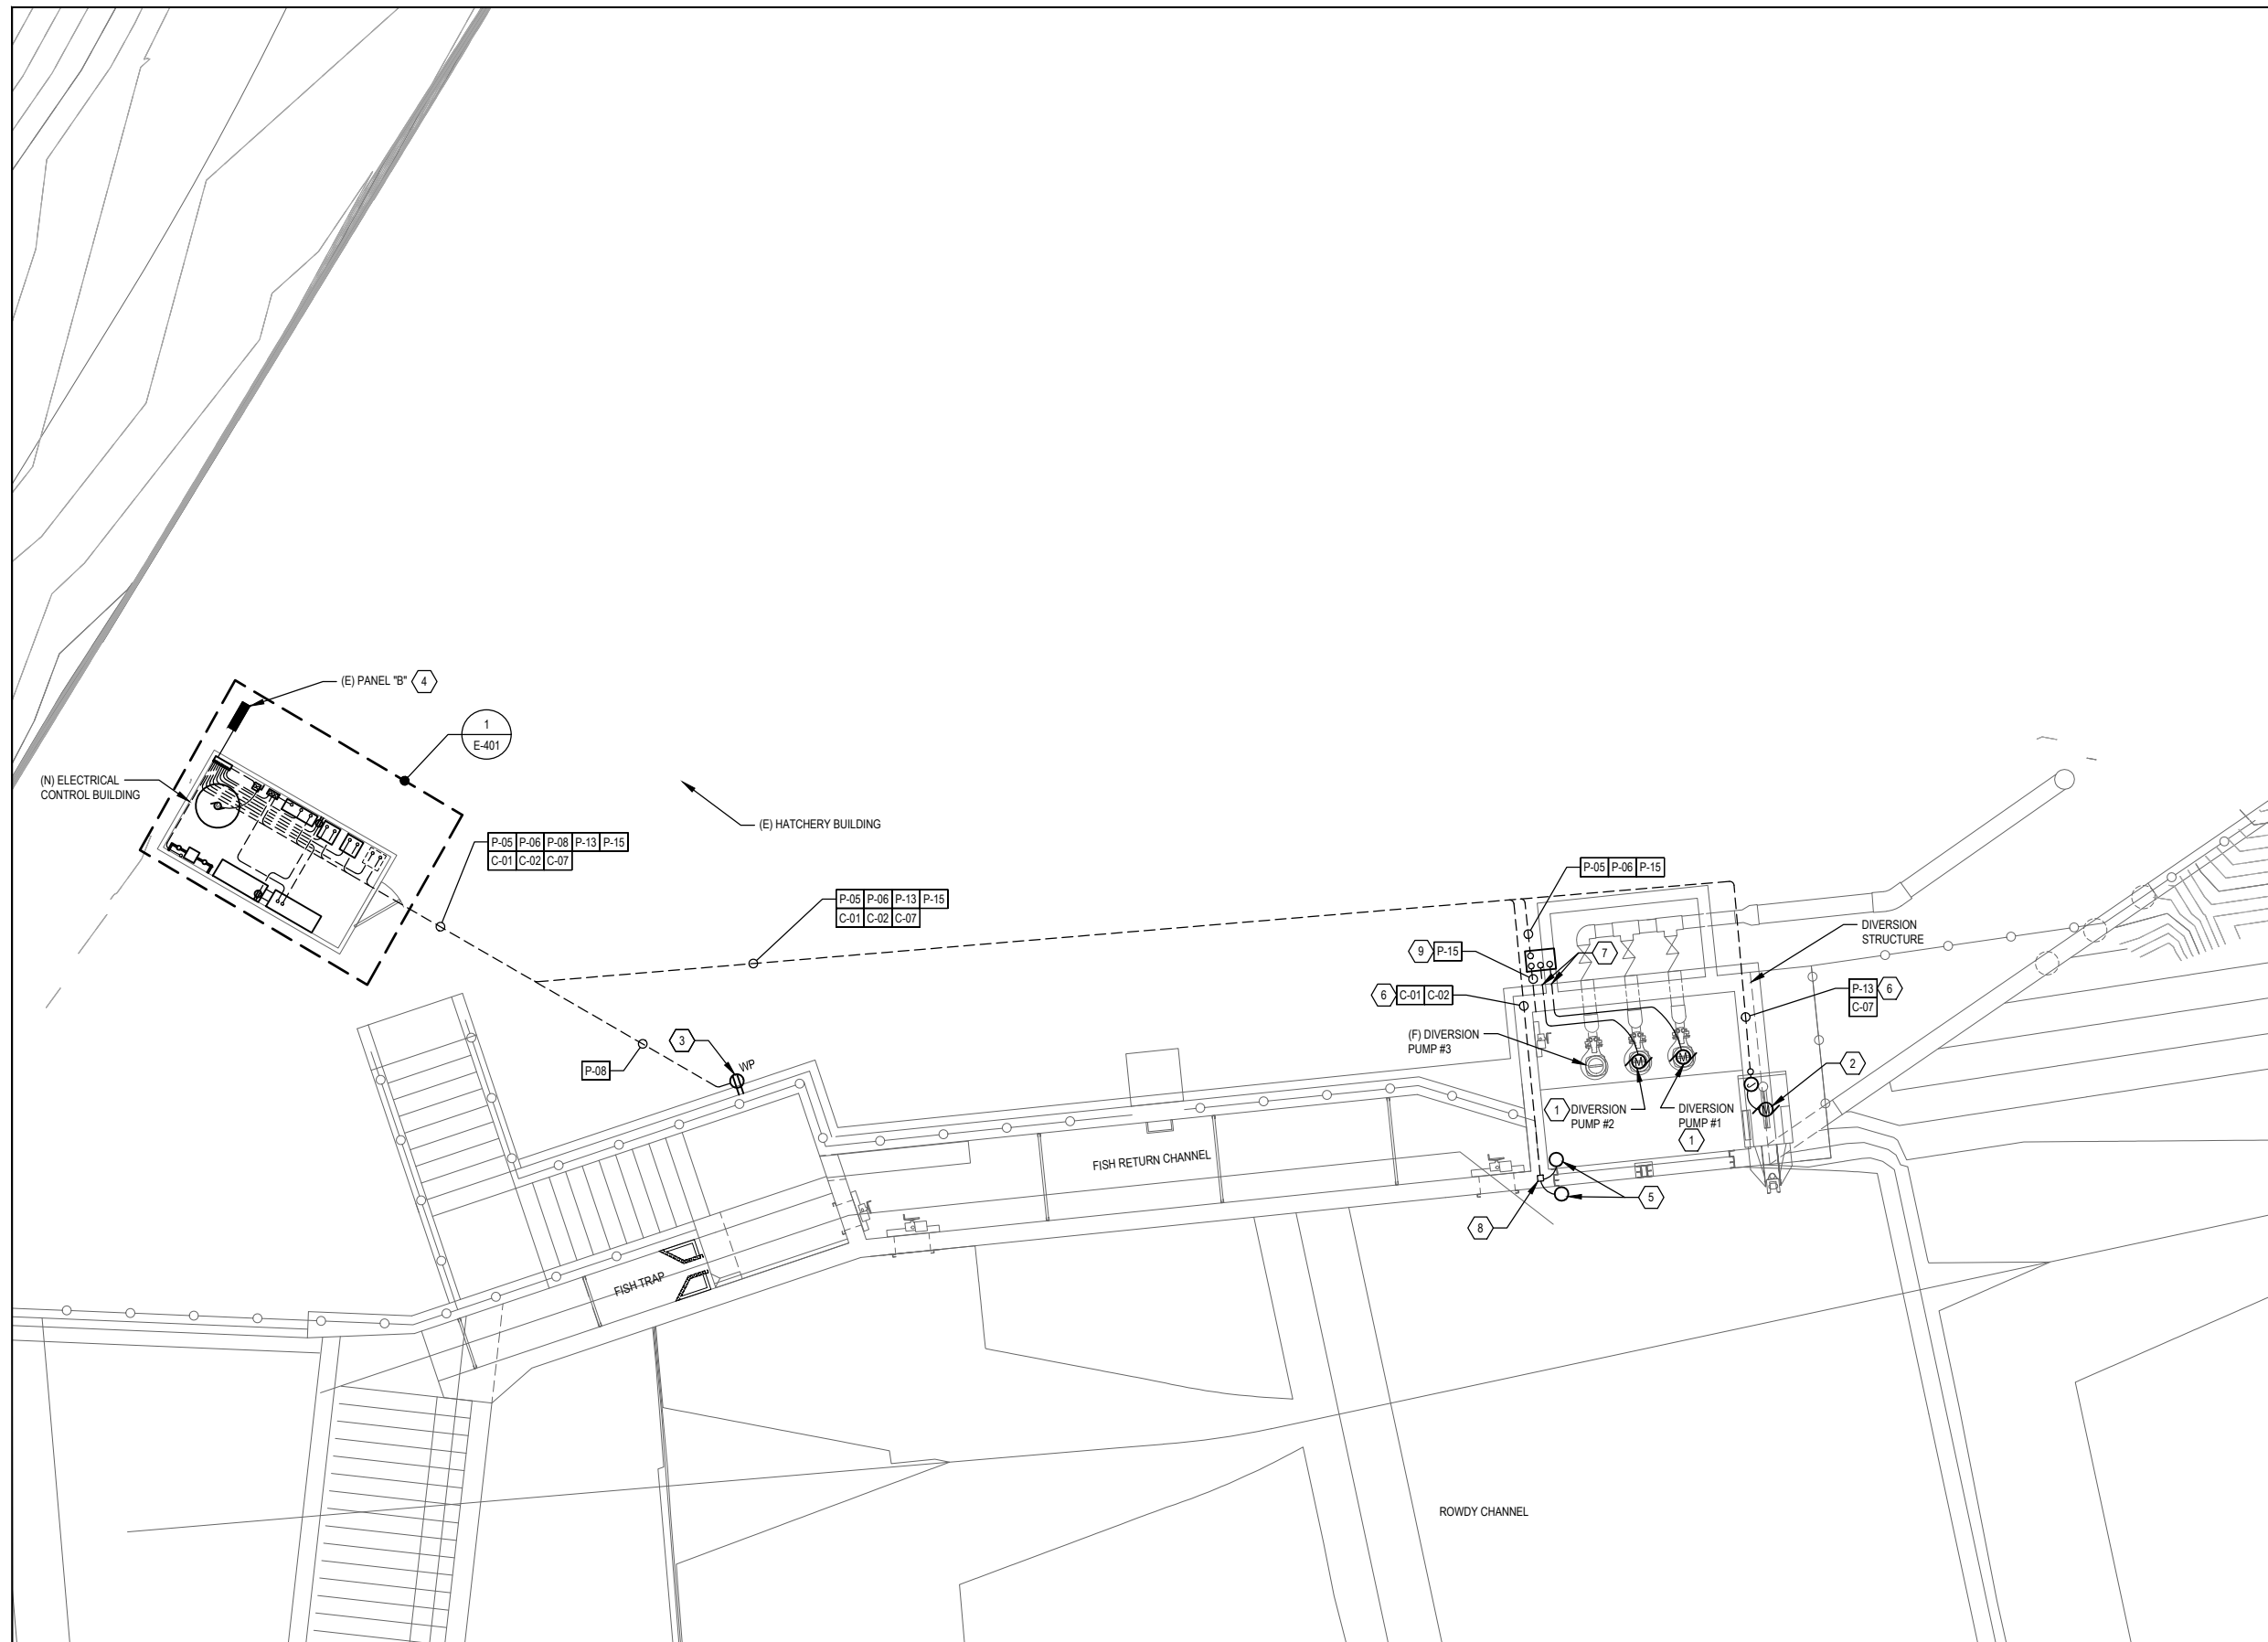 (E) PANEL "B" 4
1
E-401
(N) ELECTRICAL
CONTROL BUILDING
(E) HATCHERY BUILDING
P-05 P-06 P-08 P-13 P-15
C-01 C-02 C-07
P-05 P-06 P-13 P-15
C-01 C-02 C-07
P-05 P-06 P-15
DIVERSION
STRUCTURE
9 P-15
7
6 C-01 C-02
P-13 6
C-07
(F) DIVERSION
PUMP #3
3
WP
P-08
M
M
2
M
1 DIVERSION
PUMP #2
DIVERSION
PUMP #1
1
FISH RETURN CHANNEL
5
8
FISH TRAP
ROWDY CHANNEL